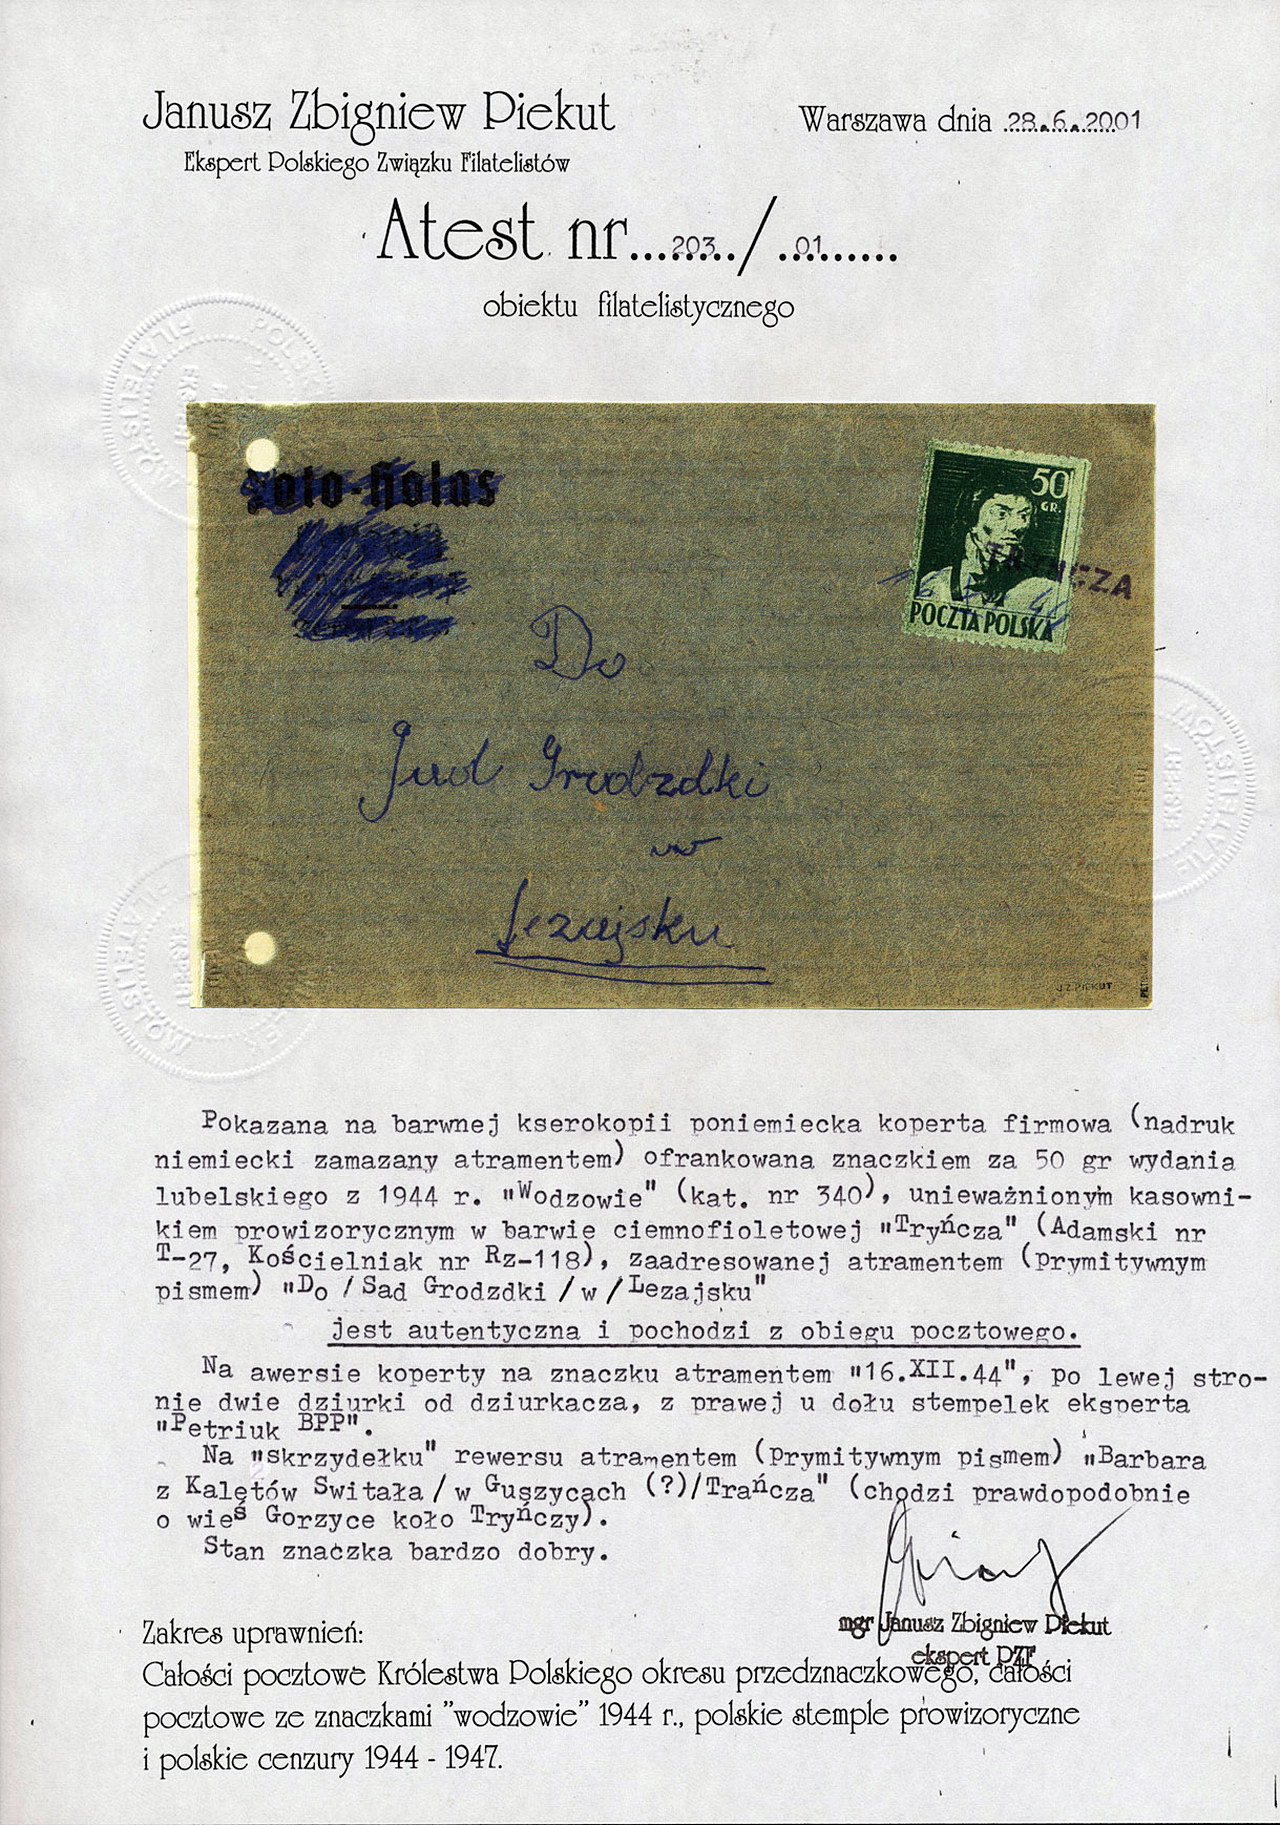 Janusz Zbigniew Piekut
Warszawa dnia 28.6.2001
Ekspert Polskiego Związku Filatelistów
Atest nr...203../..01.......
obiektu filatelistycznego
POLSKI
FILATELISTÓW
EKSPERT
50
GR.
POCZTA POLSKA
Do
Grodzdki
w
Lezajsku
J.Z.PIEKUT
Pokazana na barwnej kserokopii poniemiecka koperta firmowa (nadruk
niemiecki zamazany atramentem) ofrankowana znaczkiem za 50 gr wydania
lubelskiego z 1944 r. "Wodzowie" (kat. nr 340), unieważnionym kasowni-
kiem prowizorycznym w barwie ciemnofioletowej "Tryńcza" (Adamski nr
T-27, Kościelniak nr Rz-118), zaadresowanej atramentem (prymitywnym
pismem) "Do / Sad Grodzdki / w / Lezajsku"
jest autentyczna i pochodzi z obiegu pocztowego.
Na awersie koperty na znaczku atramentem "16.XII.44", po lewej stro-
nie dwie dziurki od dziurkacza, z prawej u dołu stempelek eksperta
"Petriuk BPP".
Na "skrzydełku" rewersu atramentem (prymitywnym pismem) "Barbara
z Kalętów Switała / w Guszycach (?)/Trańcza" (chodzi prawdopodobnie
o wieś Gorzyce koło Tryńczy).
Stan znaczka bardzo dobry.
mgr Janusz Zbigniew Piekut
ekspert PZF
Zakres uprawnień:
Całości pocztowe Królestwa Polskiego okresu przedznaczkowego, całości
pocztowe ze znaczkami "wodzowie" 1944 r., polskie stemple prowizoryczne
i polskie cenzury 1944 - 1947.